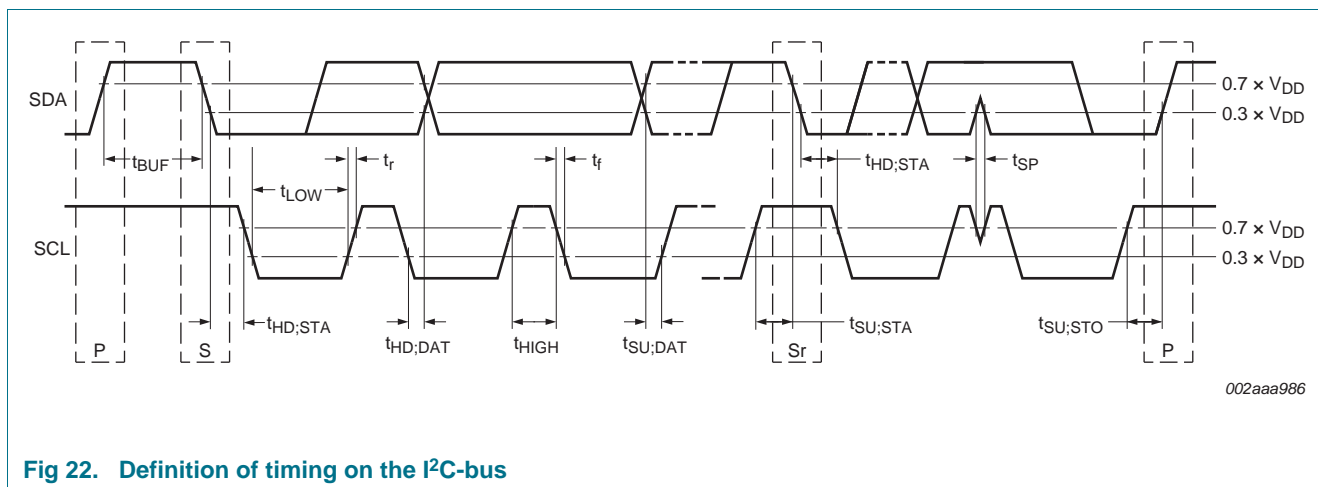 SDA
0.7 × VDD
0.3 × VDD
tBUF
tLOW
tr
tf
tHD;STA
tSP
SCL
0.7 × VDD
0.3 × VDD
tHD;STA
tHD;DAT
tHIGH
tSU;DAT
tSU;STA
tSU;STO
P
S
Sr
P
002aaa986
Fig 22. Definition of timing on the I²C-bus